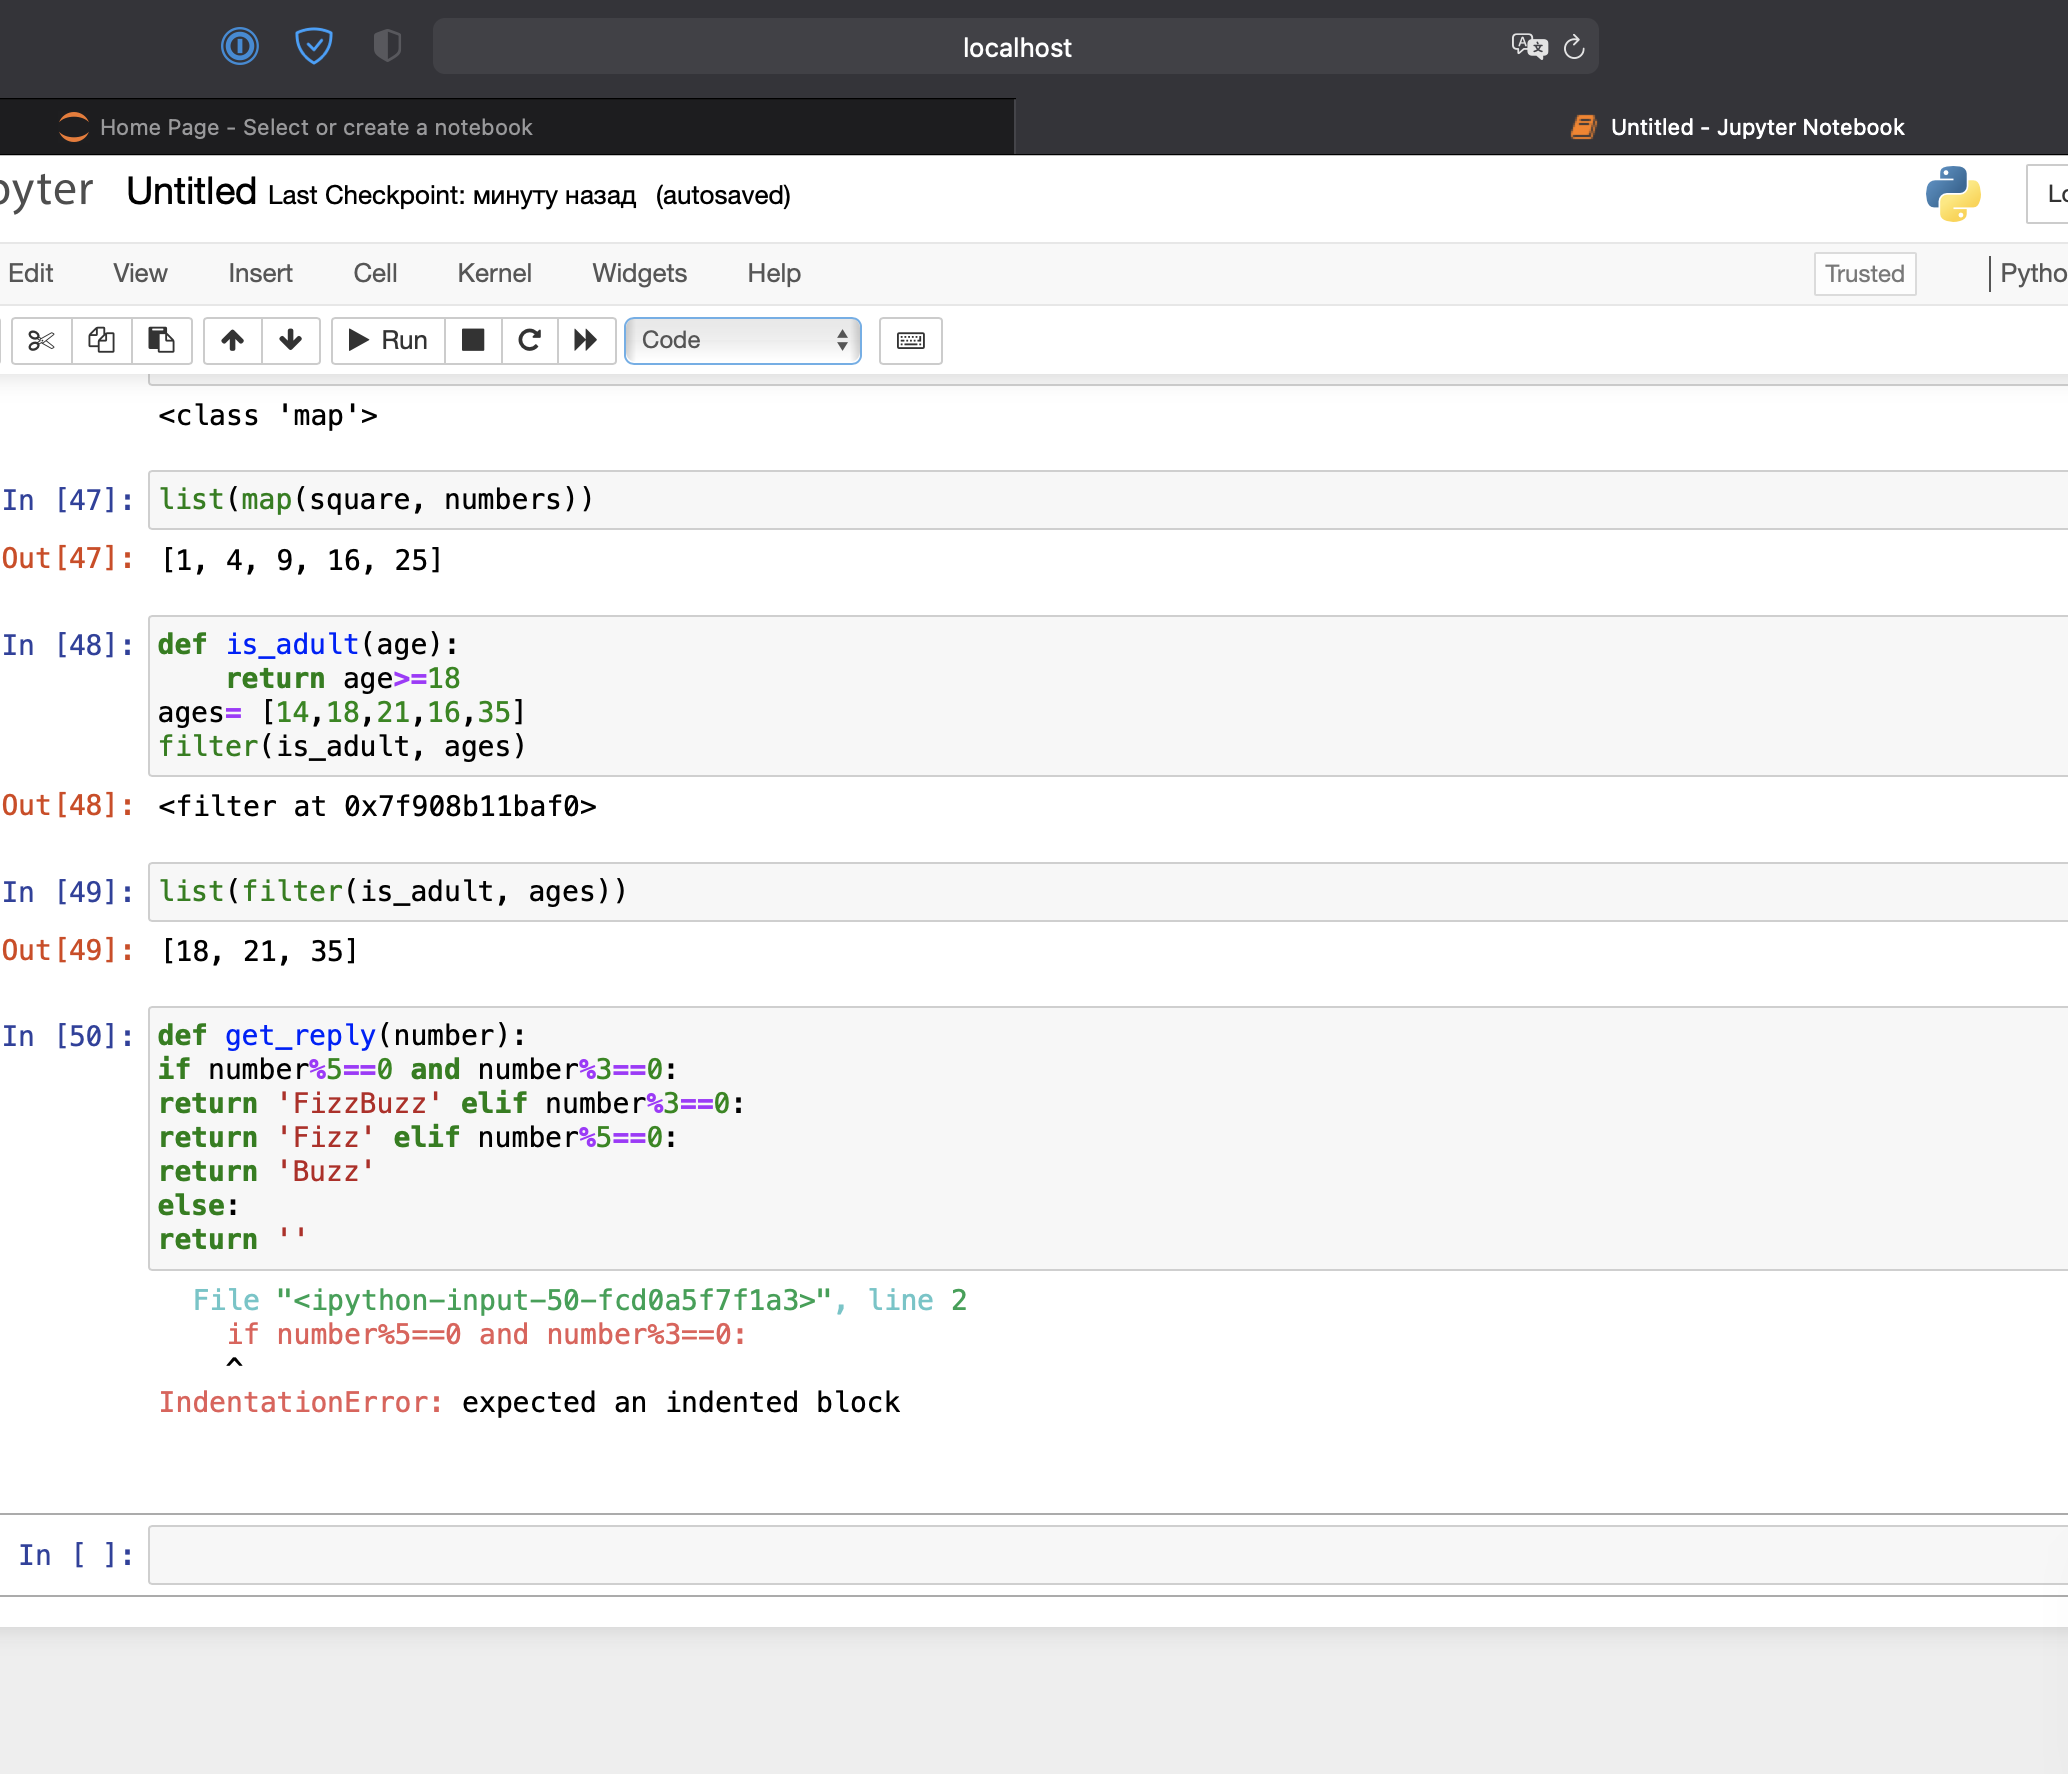 localhost
Home Page - Select or create a notebook
Untitled - Jupyter Notebook
Untitled Last Checkpoint: минуту назад (autosaved)
Edit View Insert Cell Kernel Widgets Help Trusted
Run Code
<class 'map'>
In [47]: list(map(square, numbers))
Out[47]: [1, 4, 9, 16, 25]
In [48]: def is_adult(age):
    return age>=18
ages= [14,18,21,16,35]
filter(is_adult, ages)
Out[48]: <filter at 0x7f908b11baf0>
In [49]: list(filter(is_adult, ages))
Out[49]: [18, 21, 35]
In [50]: def get_reply(number):
if number%5==0 and number%3==0:
return 'FizzBuzz' elif number%3==0:
return 'Fizz' elif number%5==0:
return 'Buzz'
else:
return ''
File "<ipython-input-50-fcd0a5f7f1a3>", line 2
if number%5==0 and number%3==0:
^
IndentationError: expected an indented block
In [ ]: